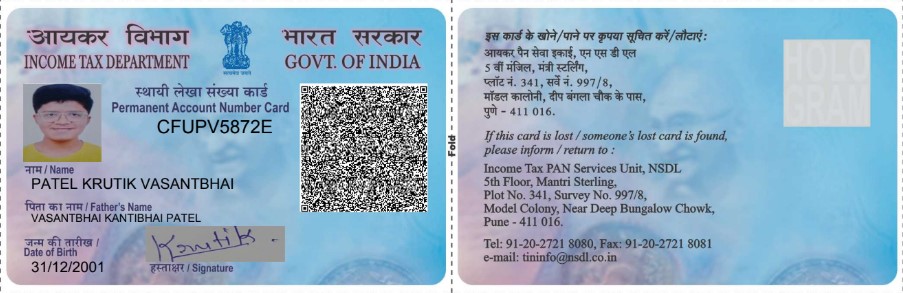 आयकर विभाग
INCOME TAX DEPARTMENT
सत्यमेव जयते
भारत सरकार
GOVT. OF INDIA
स्थायी लेखा संख्या कार्ड
Permanent Account Number Card
CFUPV5872E
नाम / Name
PATEL KRUTIK VASANTBHAI
पिता का नाम / Father's Name
VASANTBHAI KANTIBHAI PATEL
जन्म की तारीख /
Date of Birth
31/12/2001
Krutik
हस्ताक्षर / Signature
Fold
इस कार्ड के खोने/पाने पर कृपया सूचित करें/लौटाएं :
आयकर पैन सेवा इकाई, एन एस डी एल
5 वीं मंजिल, मंत्री स्टर्लिंग,
प्लॉट नं. 341, सर्वे नं. 997/8,
मॉडल कालोनी, दीप बंगला चौक के पास,
पुणे - 411 016.
If this card is lost / someone's lost card is found,
please inform / return to :
Income Tax PAN Services Unit, NSDL
5th Floor, Mantri Sterling,
Plot No. 341, Survey No. 997/8,
Model Colony, Near Deep Bungalow Chowk,
Pune - 411 016.
Tel: 91-20-2721 8080, Fax: 91-20-2721 8081
e-mail: tininfo@nsdl.co.in